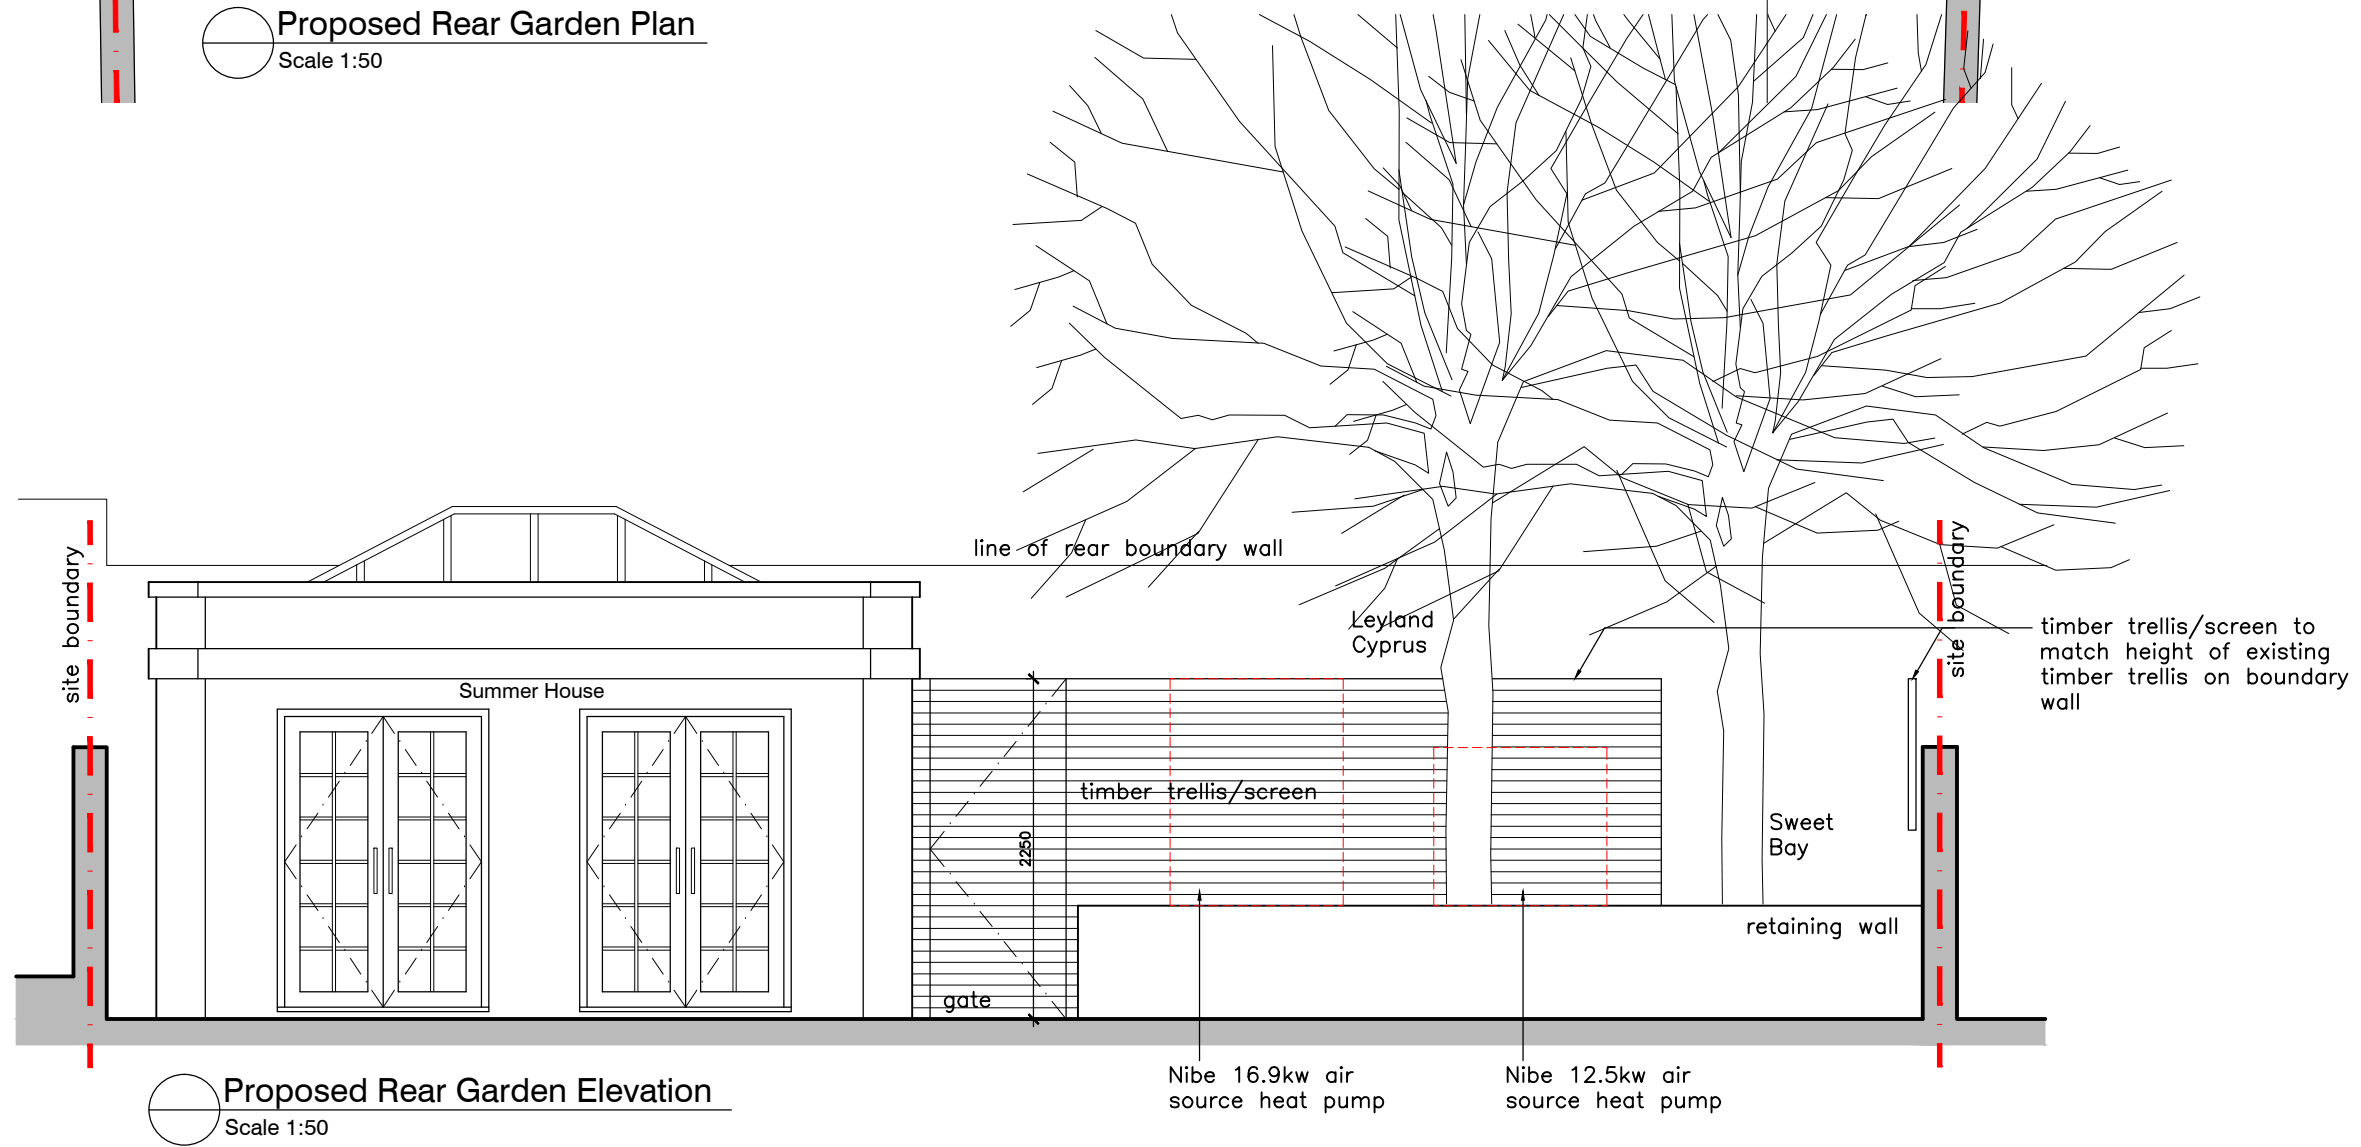 Proposed Rear Garden Plan
Scale 1:50
line of rear boundary wall
site boundary
site boundary
Leyland
Cyprus
timber trellis/screen to
match height of existing
timber trellis on boundary
wall
Summer House
timber trellis/screen
2250
Sweet
Bay
retaining wall
gate
Nibe 16.9kw air
source heat pump
Nibe 12.5kw air
source heat pump
Proposed Rear Garden Elevation
Scale 1:50